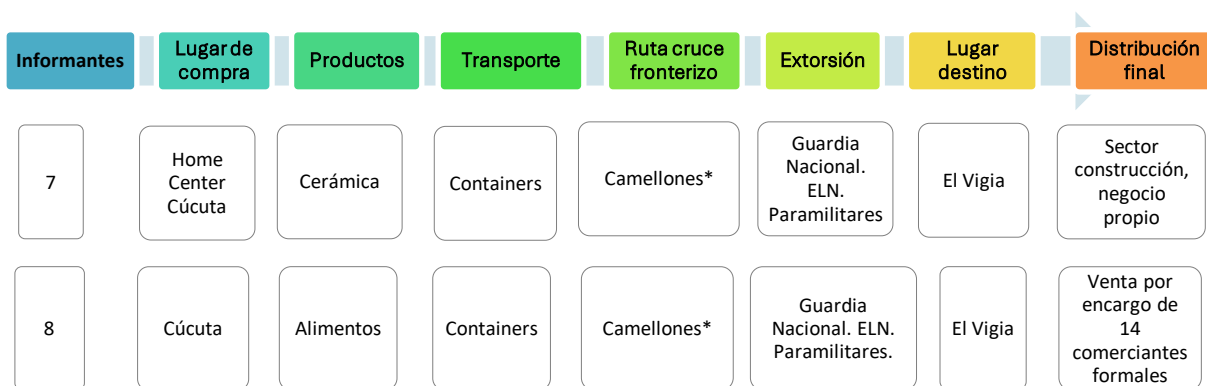 Informantes
Lugar de
compra
Productos
Transporte
Ruta cruce
fronterizo
Extorsión
Lugar
destino
Distribución
final
7
Home
Center
Cúcuta
Cerámica
Containers
Camellones*
Guardia
Nacional.
ELN.
Paramilitares
El Vigia
Sector
construcción,
negocio
propio
8
Cúcuta
Alimentos
Containers
Camellones*
Guardia
Nacional. ELN.
Paramilitares.
El Vigia
Venta por
encargo de
14
comerciantes
formales